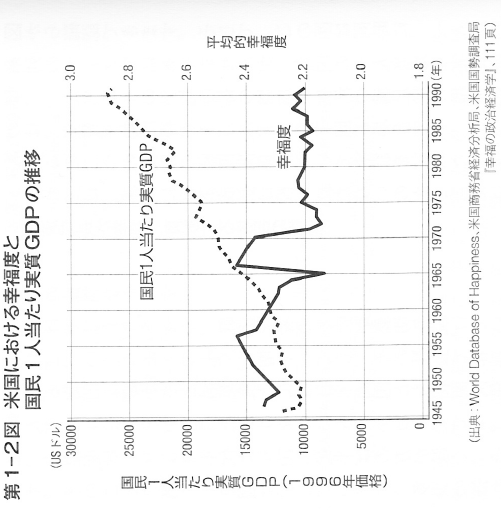 第1-2図 米国における幸福度と
国民1人当たり実質GDPの推移
(USドル)
30000
25000
20000
15000
10000
5000
0
国民1人当たり実質GDP(1996年価格)
3.0
2.8
2.6
2.4
2.2
2.0
1.8
平均的幸福度
国民1人当たり実質GDP
幸福度
1945 1950 1955 1960 1965 1970 1975 1980 1985 1990(年)
(出典:World Database of Happiness、米国商務省経済分析局、米国国勢調査局
『幸福の政治経済学』、111頁)